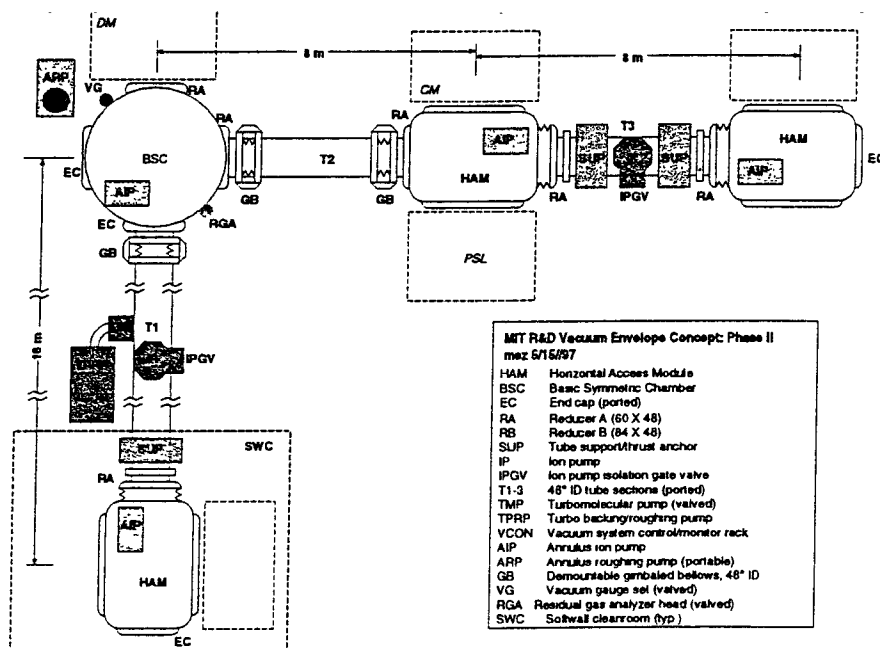 DM
8 m
8 m
ARP
VG
RA
CM
RA
RA
T3
BSC
T2
AIP
SUP
SUP
HAM
EC
AIP
HAM
RA
IPGV
RA
AIP
EC
GB
GB
RGA
EC
GB
PSL
16 m
T1
IPGV
MIT R&D Vacuum Envelope Concept: Phase II
mez 5/15//97
HAM Horizontal Access Module
BSC Basic Symmetric Chamber
EC End cap (ported)
RA Reducer A (60 X 48)
RB Reducer B (84 X 48)
SUP Tube support/thrust anchor
IP Ion pump
IPGV Ion pump isolation gate valve
T1-3 48" ID tube sections (ported)
TMP Turbomolecular pump (valved)
TPRP Turbo backing/roughing pump
VCON Vacuum system control/monitor rack
AIP Annulus ion pump
ARP Annulus roughing pump (portable)
GB Demountable gimbaled bellows, 48" ID
VG Vacuum gauge set (valved)
RGA Residual gas analyzer head (valved)
SWC Softwall cleanroom (typ )
SWC
SUP
RA
AIP
HAM
EC